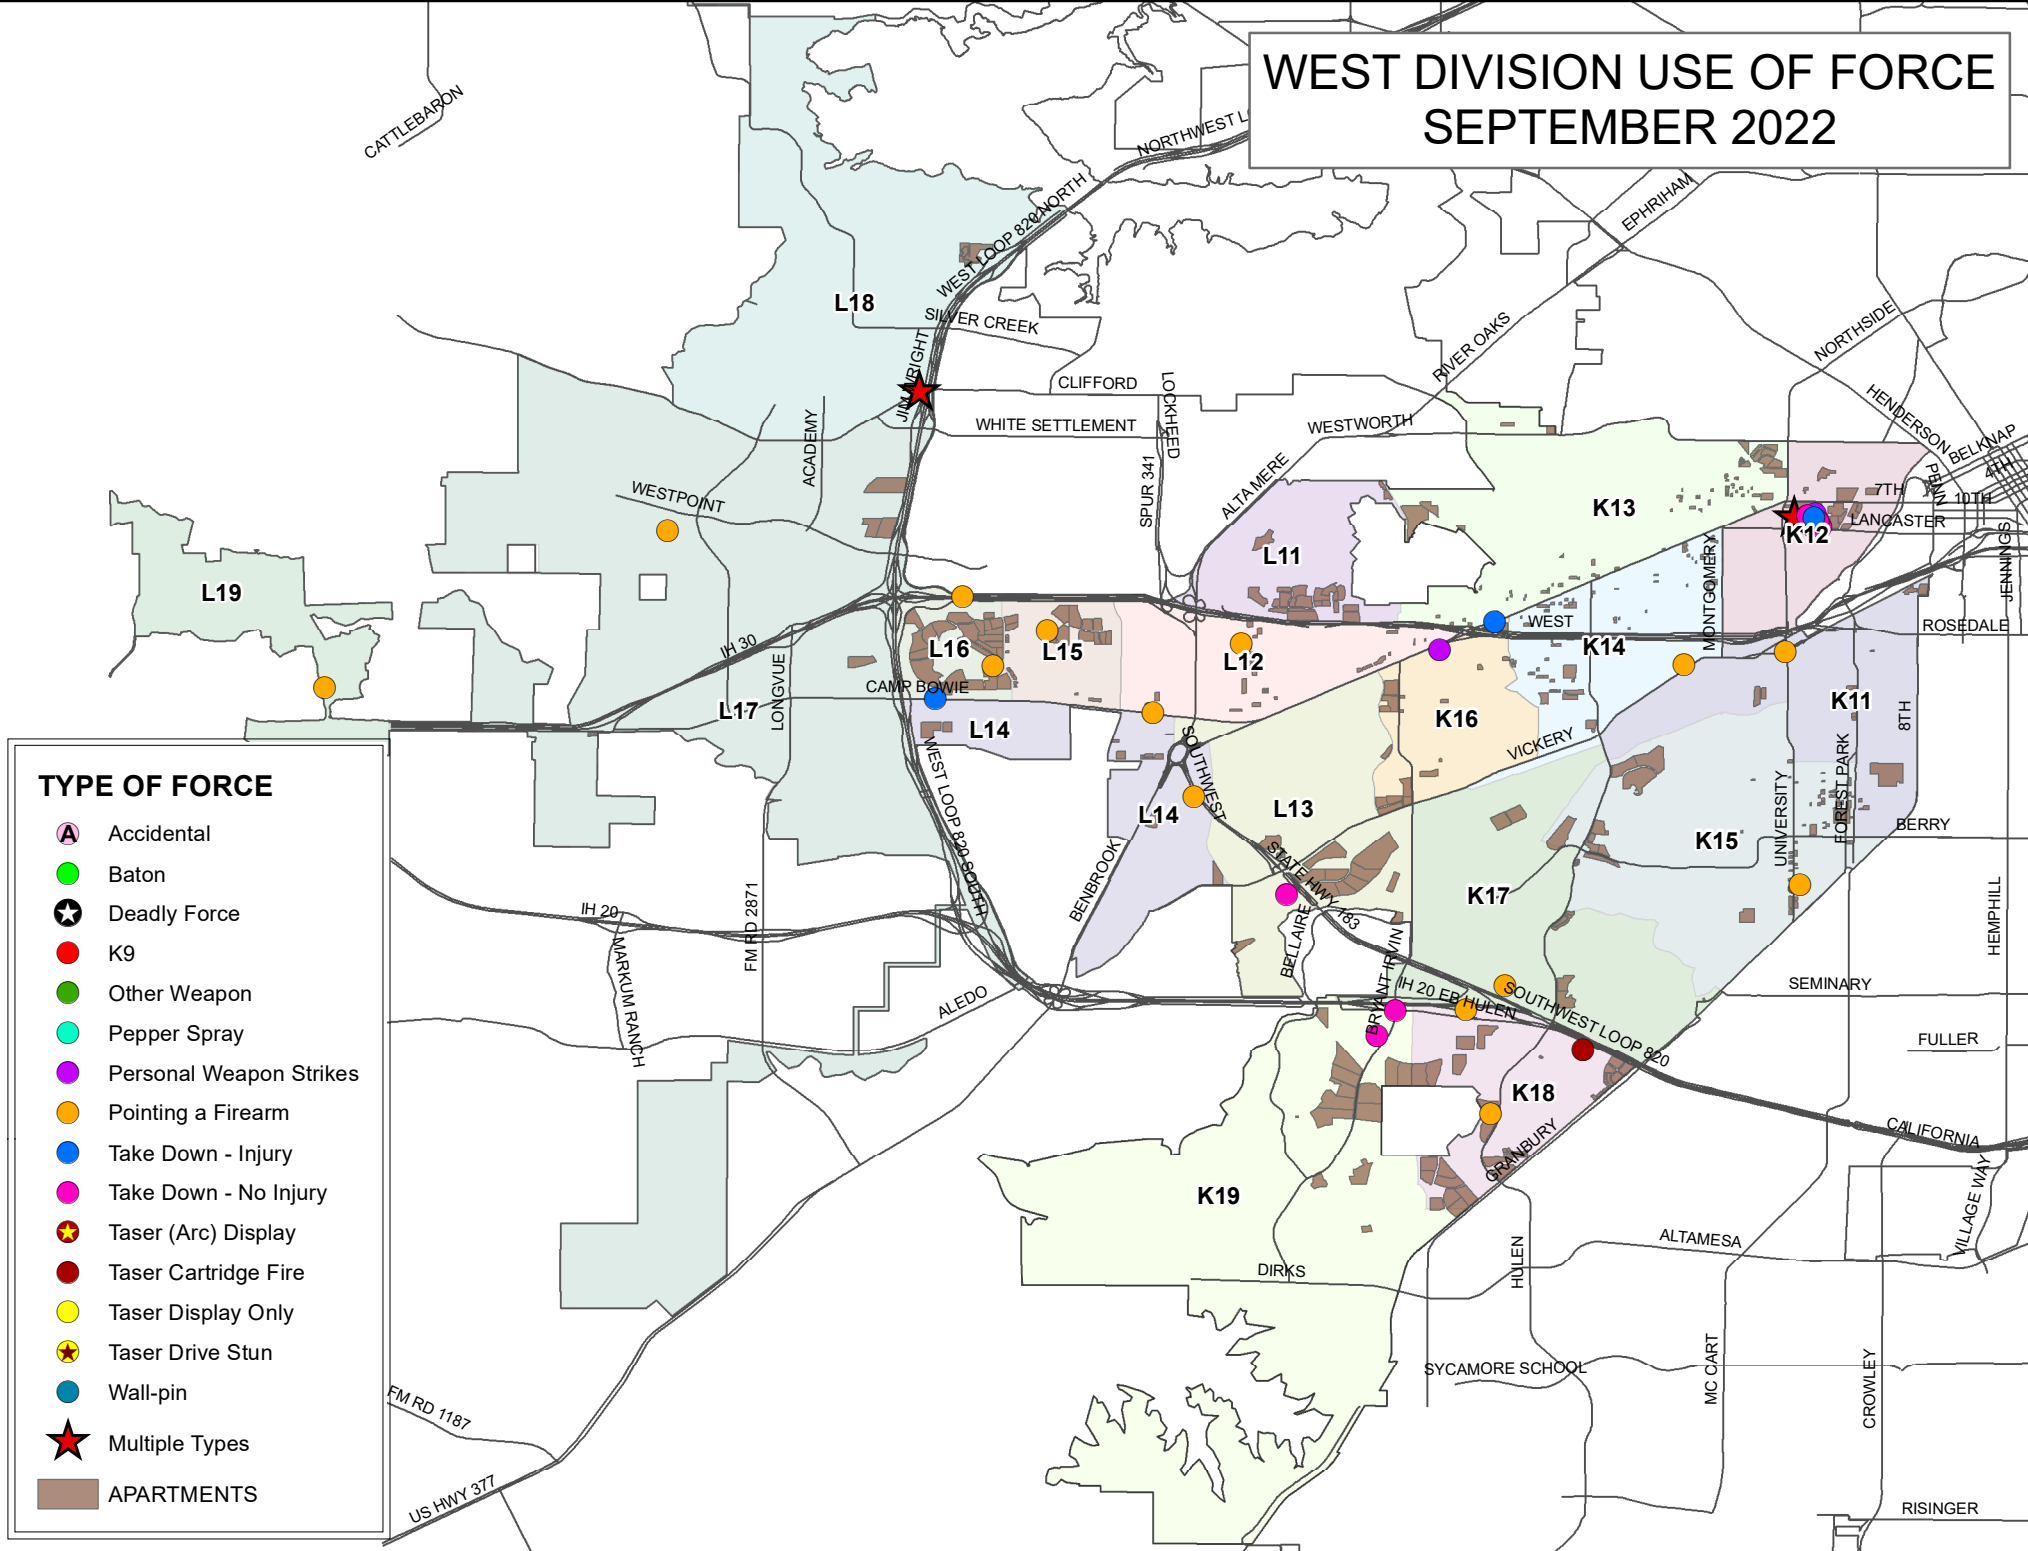 WEST DIVISION USE OF FORCE
SEPTEMBER 2022
CATTLEBARON
NORTHWEST L
EPHRIHAM
WEST LOOP 820 NORTH
L18
SILVER CREEK
RIVER OAKS
NORTHSIDE
JIM WRIGHT
CLIFFORD
LOCKHEED
HENDERSON
WHITE SETTLEMENT
WESTWORTH
BELKNAP
ACADEMY
4TH
PENN
SPUR 341
ALTA MERE
WESTPOINT
7TH
10TH
K13
LANCASTER
K12
L11
MONTGOMERY
JENNINGS
L19
WEST
ROSEDALE
IH 30
L16
L15
L12
K14
LONGVUE
CAMP BOWIE
L17
L14
K16
K11
8TH
VICKERY
SOUTHWEST
WEST LOOP 820 SOUTH
L14
L13
UNIVERSITY
FOREST PARK
BERRY
K15
STATE HWY 183
BENBROOK
K17
IH 20
FM RD 2871
BELLAIRE
HEMPHILL
MARKUM RANCH
BRYANT IRVIN
SEMINARY
ALEDO
IH 20 EB HULEN
SOUTHWEST LOOP 820
FULLER
K18
CALIFORNIA
GRANBURY
K19
VILLAGE WAY
ALTAMESA
HULEN
DIRKS
MC CART
CROWLEY
SYCAMORE SCHOOL
FM RD 1187
US HWY 377
RISINGER
TYPE OF FORCE
A Accidental
Baton
Deadly Force
K9
Other Weapon
Pepper Spray
Personal Weapon Strikes
Pointing a Firearm
Take Down - Injury
Take Down - No Injury
Taser (Arc) Display
Taser Cartridge Fire
Taser Display Only
Taser Drive Stun
Wall-pin
Multiple Types
APARTMENTS